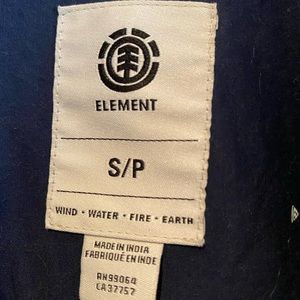 ELEMENT
S/P
WIND • WATER • FIRE • EARTH
MADE IN INDIA
FABRIQUÉ EN INDE
RN99064
CA37757